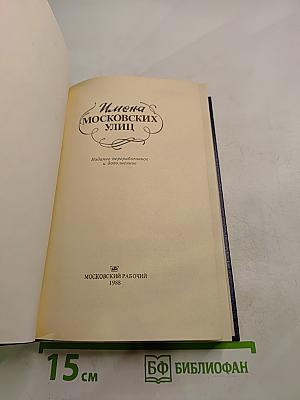 Имена
МОСКОВСКИХ
УЛИЦ
Издание переработанное
и дополненное
МОСКОВСКИЙ РАБОЧИЙ
1988
15 см
БФ БИБЛИОФАН